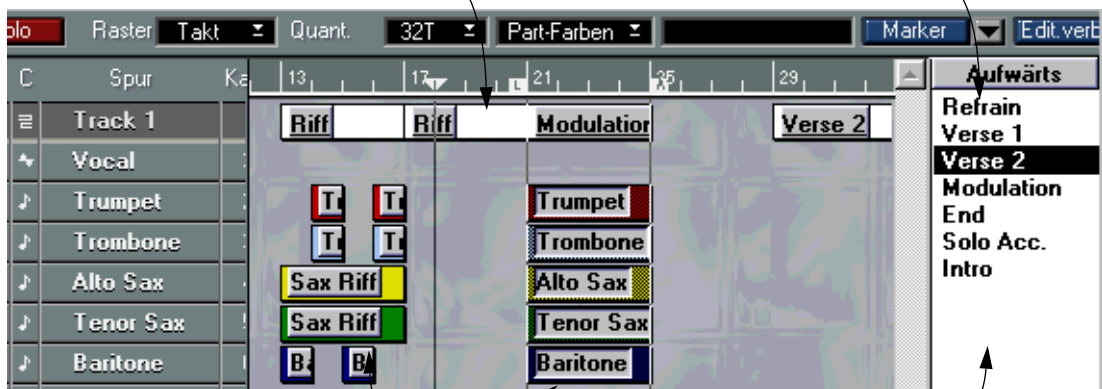 olo Raster Takt Quant. 32T Part-Farben Marker Edit.verb
C Spur Ka 13 17 L 21 29 Aufwärts
Track 1 Riff Riff Modulation Verse 2 Refrain
Verse 1
Vocal Verse 2
Trumpet T T Trumpet Modulation
End
Trombone T T Trombone Solo Acc.
Alto Sax Sax Riff Alto Sax Intro
Tenor Sax Sax Riff Tenor Sax
Baritone B B Baritone